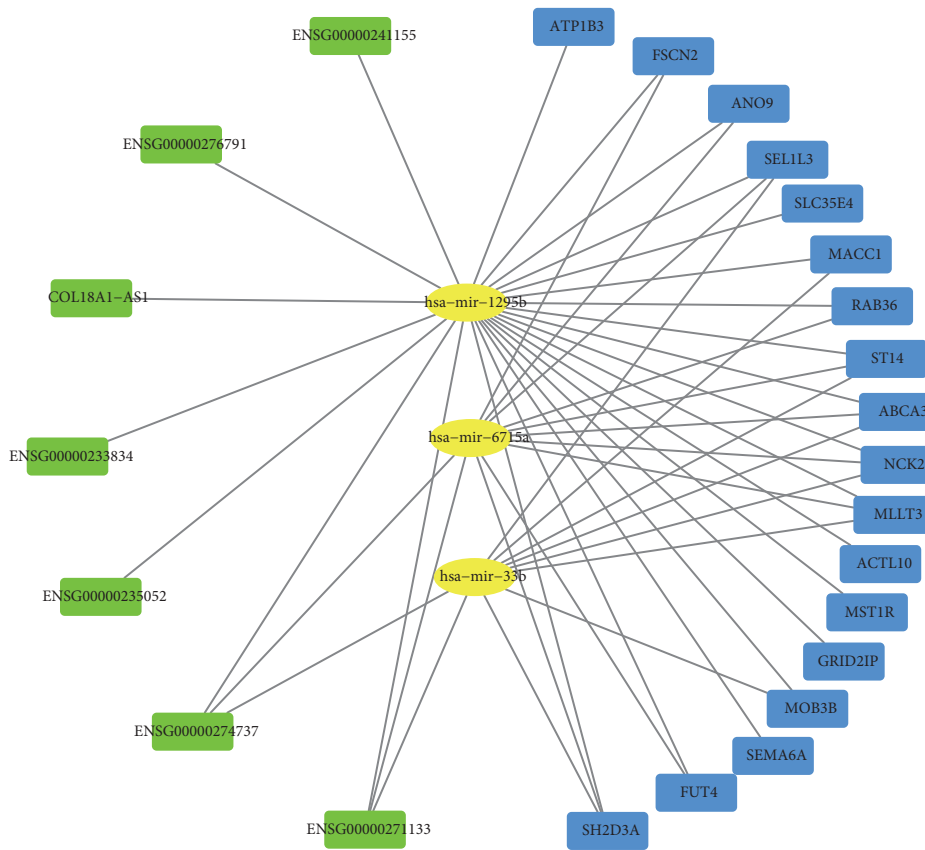 ENSG00000241155
ATP1B3
FSCN2
ANO9
ENSG00000276791
SEL1L3
SLC35E4
MACC1
COL18A1−AS1
hsa−mir−1295b
RAB36
ST14
ABCA3
hsa−mir−6715a
ENSG00000233834
NCK2
MLLT3
ACTL10
hsa−mir−33b
ENSG00000235052
MST1R
GRID2IP
MOB3B
ENSG00000274737
SEMA6A
FUT4
ENSG00000271133
SH2D3A